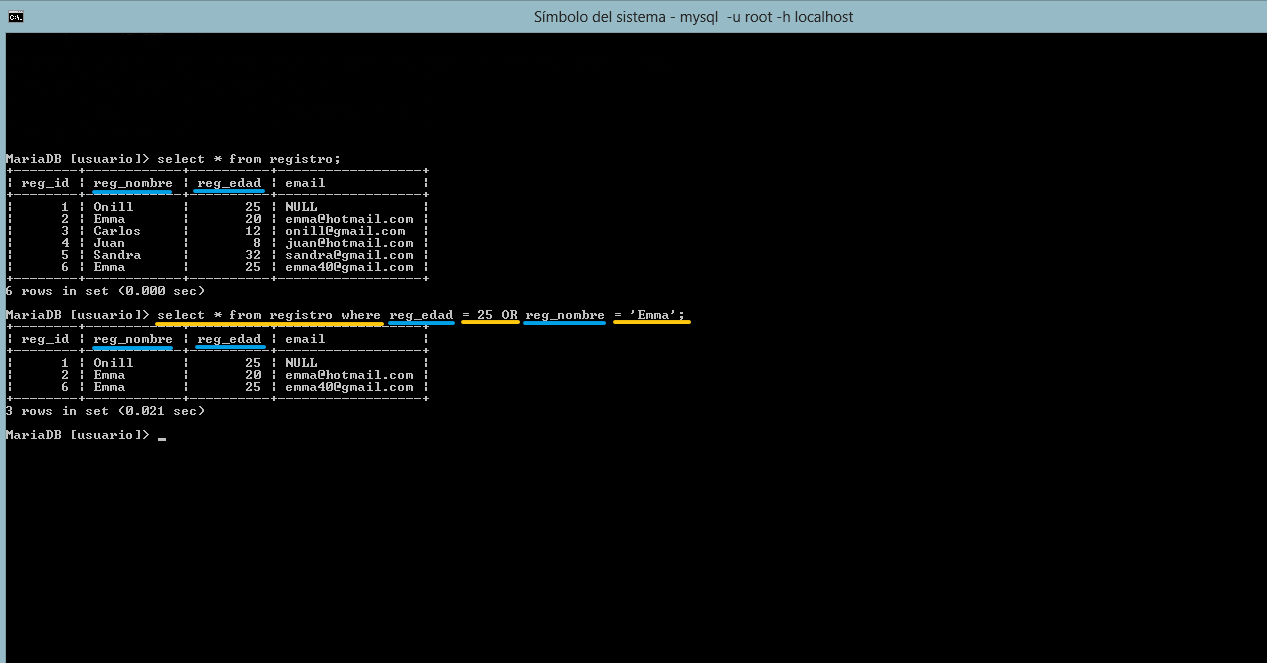 Símbolo del sistema - mysql  -u root -h localhost
MariaDB [usuario]> select * from registro;
+--------+------------+----------+------------------+
| reg_id | reg_nombre | reg_edad | email            |
+--------+------------+----------+------------------+
|      1 | Onill      |       25 | NULL             |
|      2 | Emma       |       20 | emma@hotmail.com |
|      3 | Carlos     |       12 | onill@gmail.com  |
|      4 | Juan       |        8 | juan@hotmail.com |
|      5 | Sandra     |       32 | sandra@gmail.com |
|      6 | Emma       |       25 | emma40@gmail.com |
+--------+------------+----------+------------------+
6 rows in set (0.000 sec)
MariaDB [usuario]> select * from registro where reg_edad = 25 OR reg_nombre = 'Emma';
+--------+------------+----------+------------------+
| reg_id | reg_nombre | reg_edad | email            |
+--------+------------+----------+------------------+
|      1 | Onill      |       25 | NULL             |
|      2 | Emma       |       20 | emma@hotmail.com |
|      6 | Emma       |       25 | emma40@gmail.com |
+--------+------------+----------+------------------+
3 rows in set (0.021 sec)
MariaDB [usuario]> _